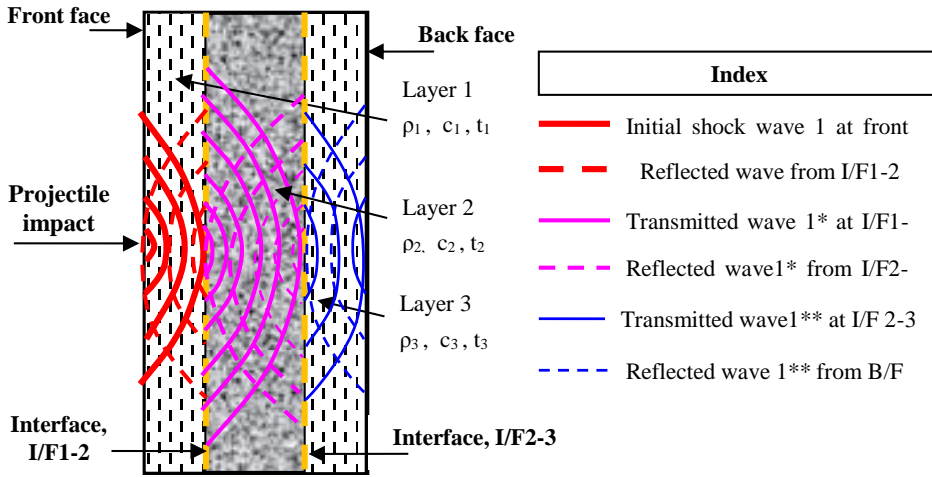 Front face
Back face
Layer 1
ρ₁ , c₁ , t₁
Projectile
impact
Layer 2
ρ₂, c₂ , t₂
Layer 3
ρ₃, c₃ , t₃
Interface,
I/F1-2
Interface, I/F2-3
Index
Initial shock wave 1 at front
Reflected wave from I/F1-2
Transmitted wave 1* at I/F1-
Reflected wave1* from I/F2-
Transmitted wave1** at I/F 2-3
Reflected wave 1** from B/F